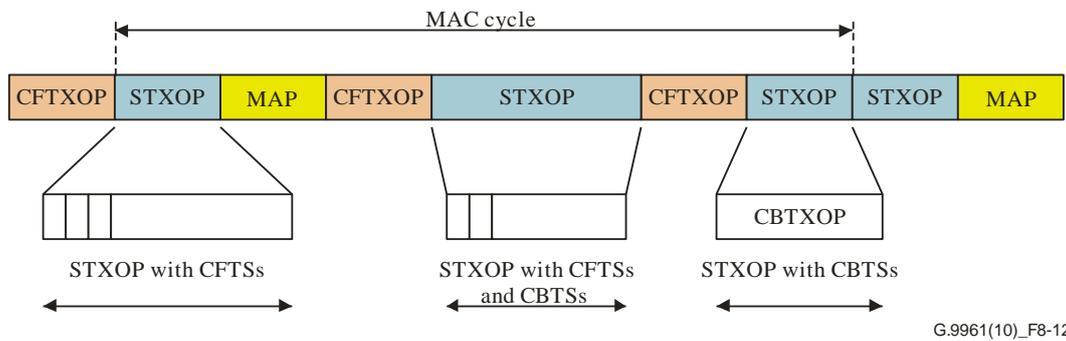 MAC cycle
CFTXOP STXOP MAP CFTXOP STXOP CFTXOP STXOP STXOP MAP
CBTXOP
STXOP with CFTSs
STXOP with CFTSs
and CBTSs
STXOP with CBTSs
G.9961(10)_F8-12